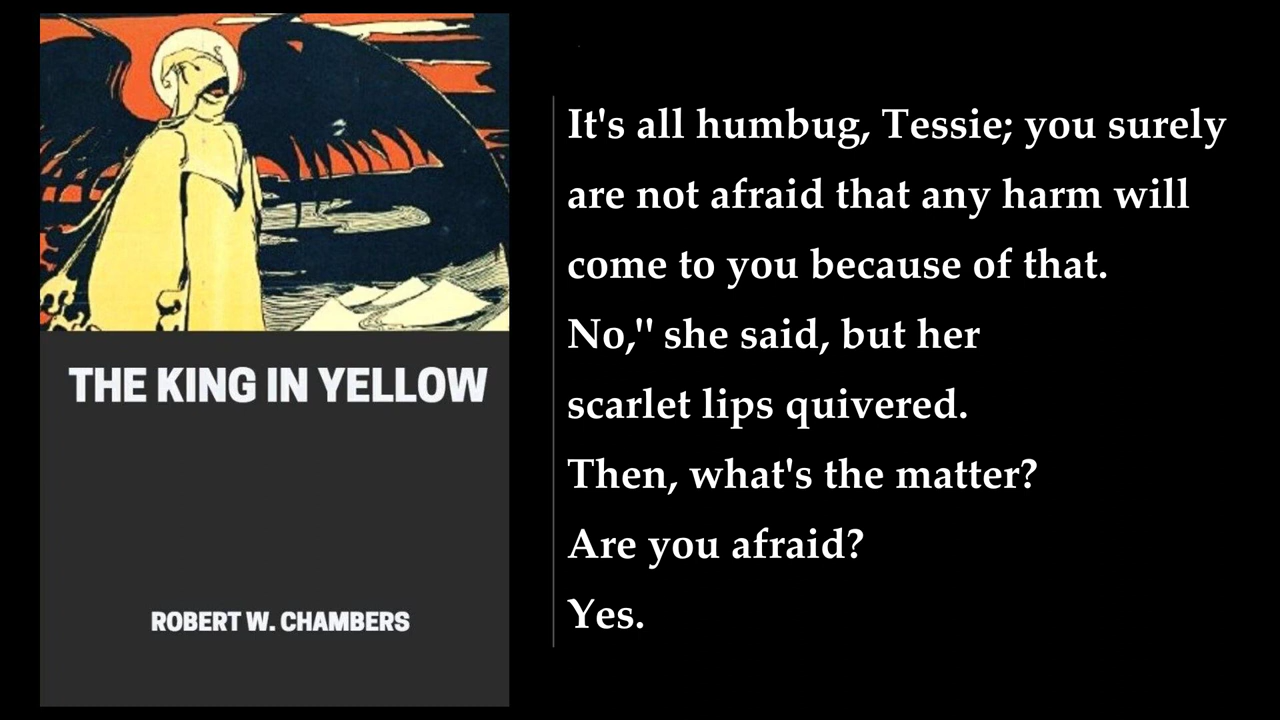 THE KING IN YELLOW
ROBERT W. CHAMBERS
It's all humbug, Tessie; you surely
are not afraid that any harm will
come to you because of that.
No," she said, but her
scarlet lips quivered.
Then, what's the matter?
Are you afraid?
Yes.